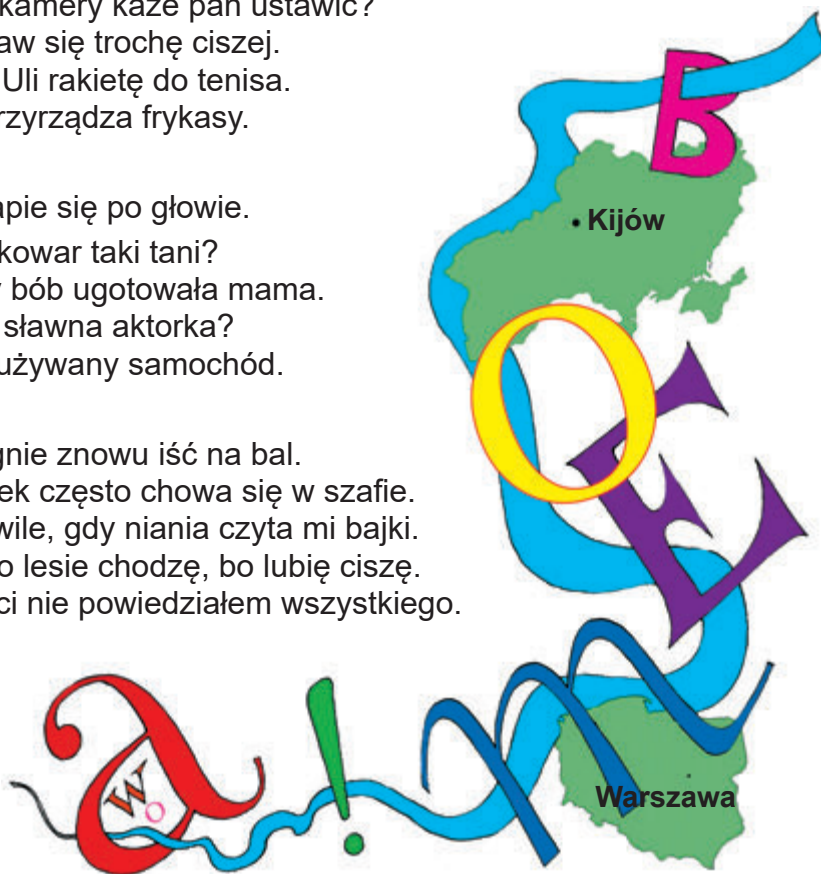 kamery każe pan ustawić?
aw się trochę ciszej.
Uli rakietę do tenisa.
rzyrządza frykasy.
apie się po głowie.
kowar taki tani?
bób ugotowała mama.
sławna aktorka?
używany samochód.
gnie znowu iść na bal.
ek często chowa się w szafie.
wile, gdy niania czyta mi bajki.
o lesie chodzę, bo lubię ciszę.
ci nie powiedziałem wszystkiego.
B
Kijów
O
E
m
a
!
w
o
Warszawa